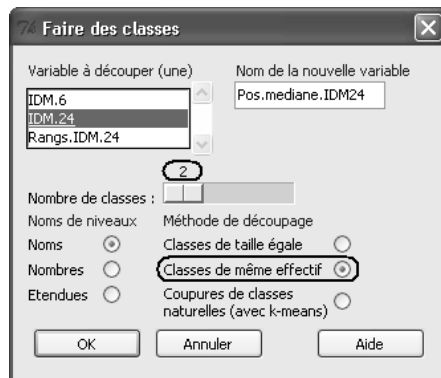 Faire des classes
Variable à découper (une)
Nom de la nouvelle variable
IDM.6
IDM.24
Rangs.IDM.24
Pos.mediane.IDM24
2
Nombre de classes :
Noms de niveaux
Méthode de découpage
Noms
Classes de taille égale
Nombres
Classes de même effectif
Etendues
Coupures de classes
naturelles (avec k-means)
OK
Annuler
Aide